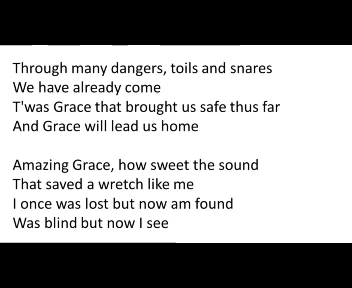 Through many dangers, toils and snares
We have already come
T'was Grace that brought us safe thus far
And Grace will lead us home
Amazing Grace, how sweet the sound
That saved a wretch like me
I once was lost but now am found
Was blind but now I see